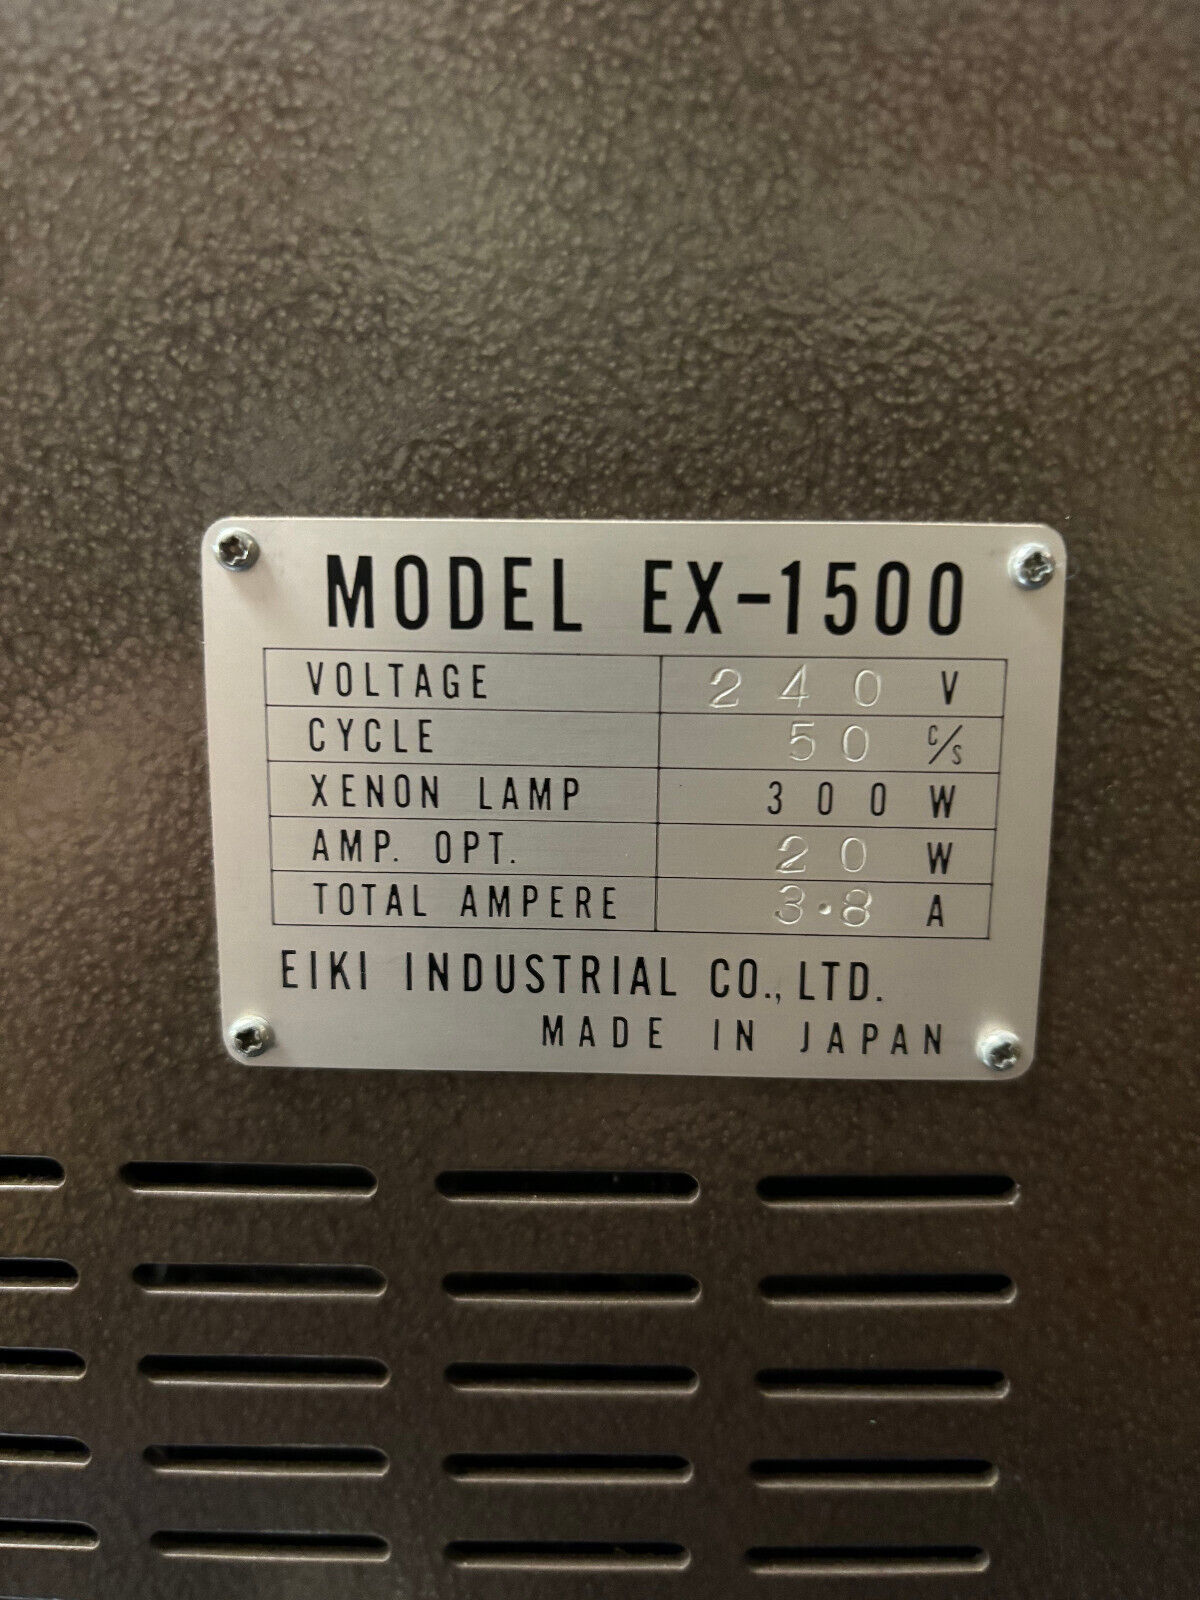 MODEL EX-1500
VOLTAGE 240 V
CYCLE 50 C/S
XENON LAMP 300 W
AMP. OPT. 20 W
TOTAL AMPERE 3.8 A
EIKI INDUSTRIAL CO., LTD.
MADE IN JAPAN